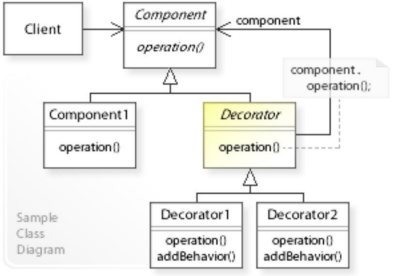 Client
Component
operation()
component
component.
operation();
Component1
operation()
Decorator
operation()
Decorator1
operation()
addBehavior()
Decorator2
operation()
addBehavior()
Sample
Class
Diagram